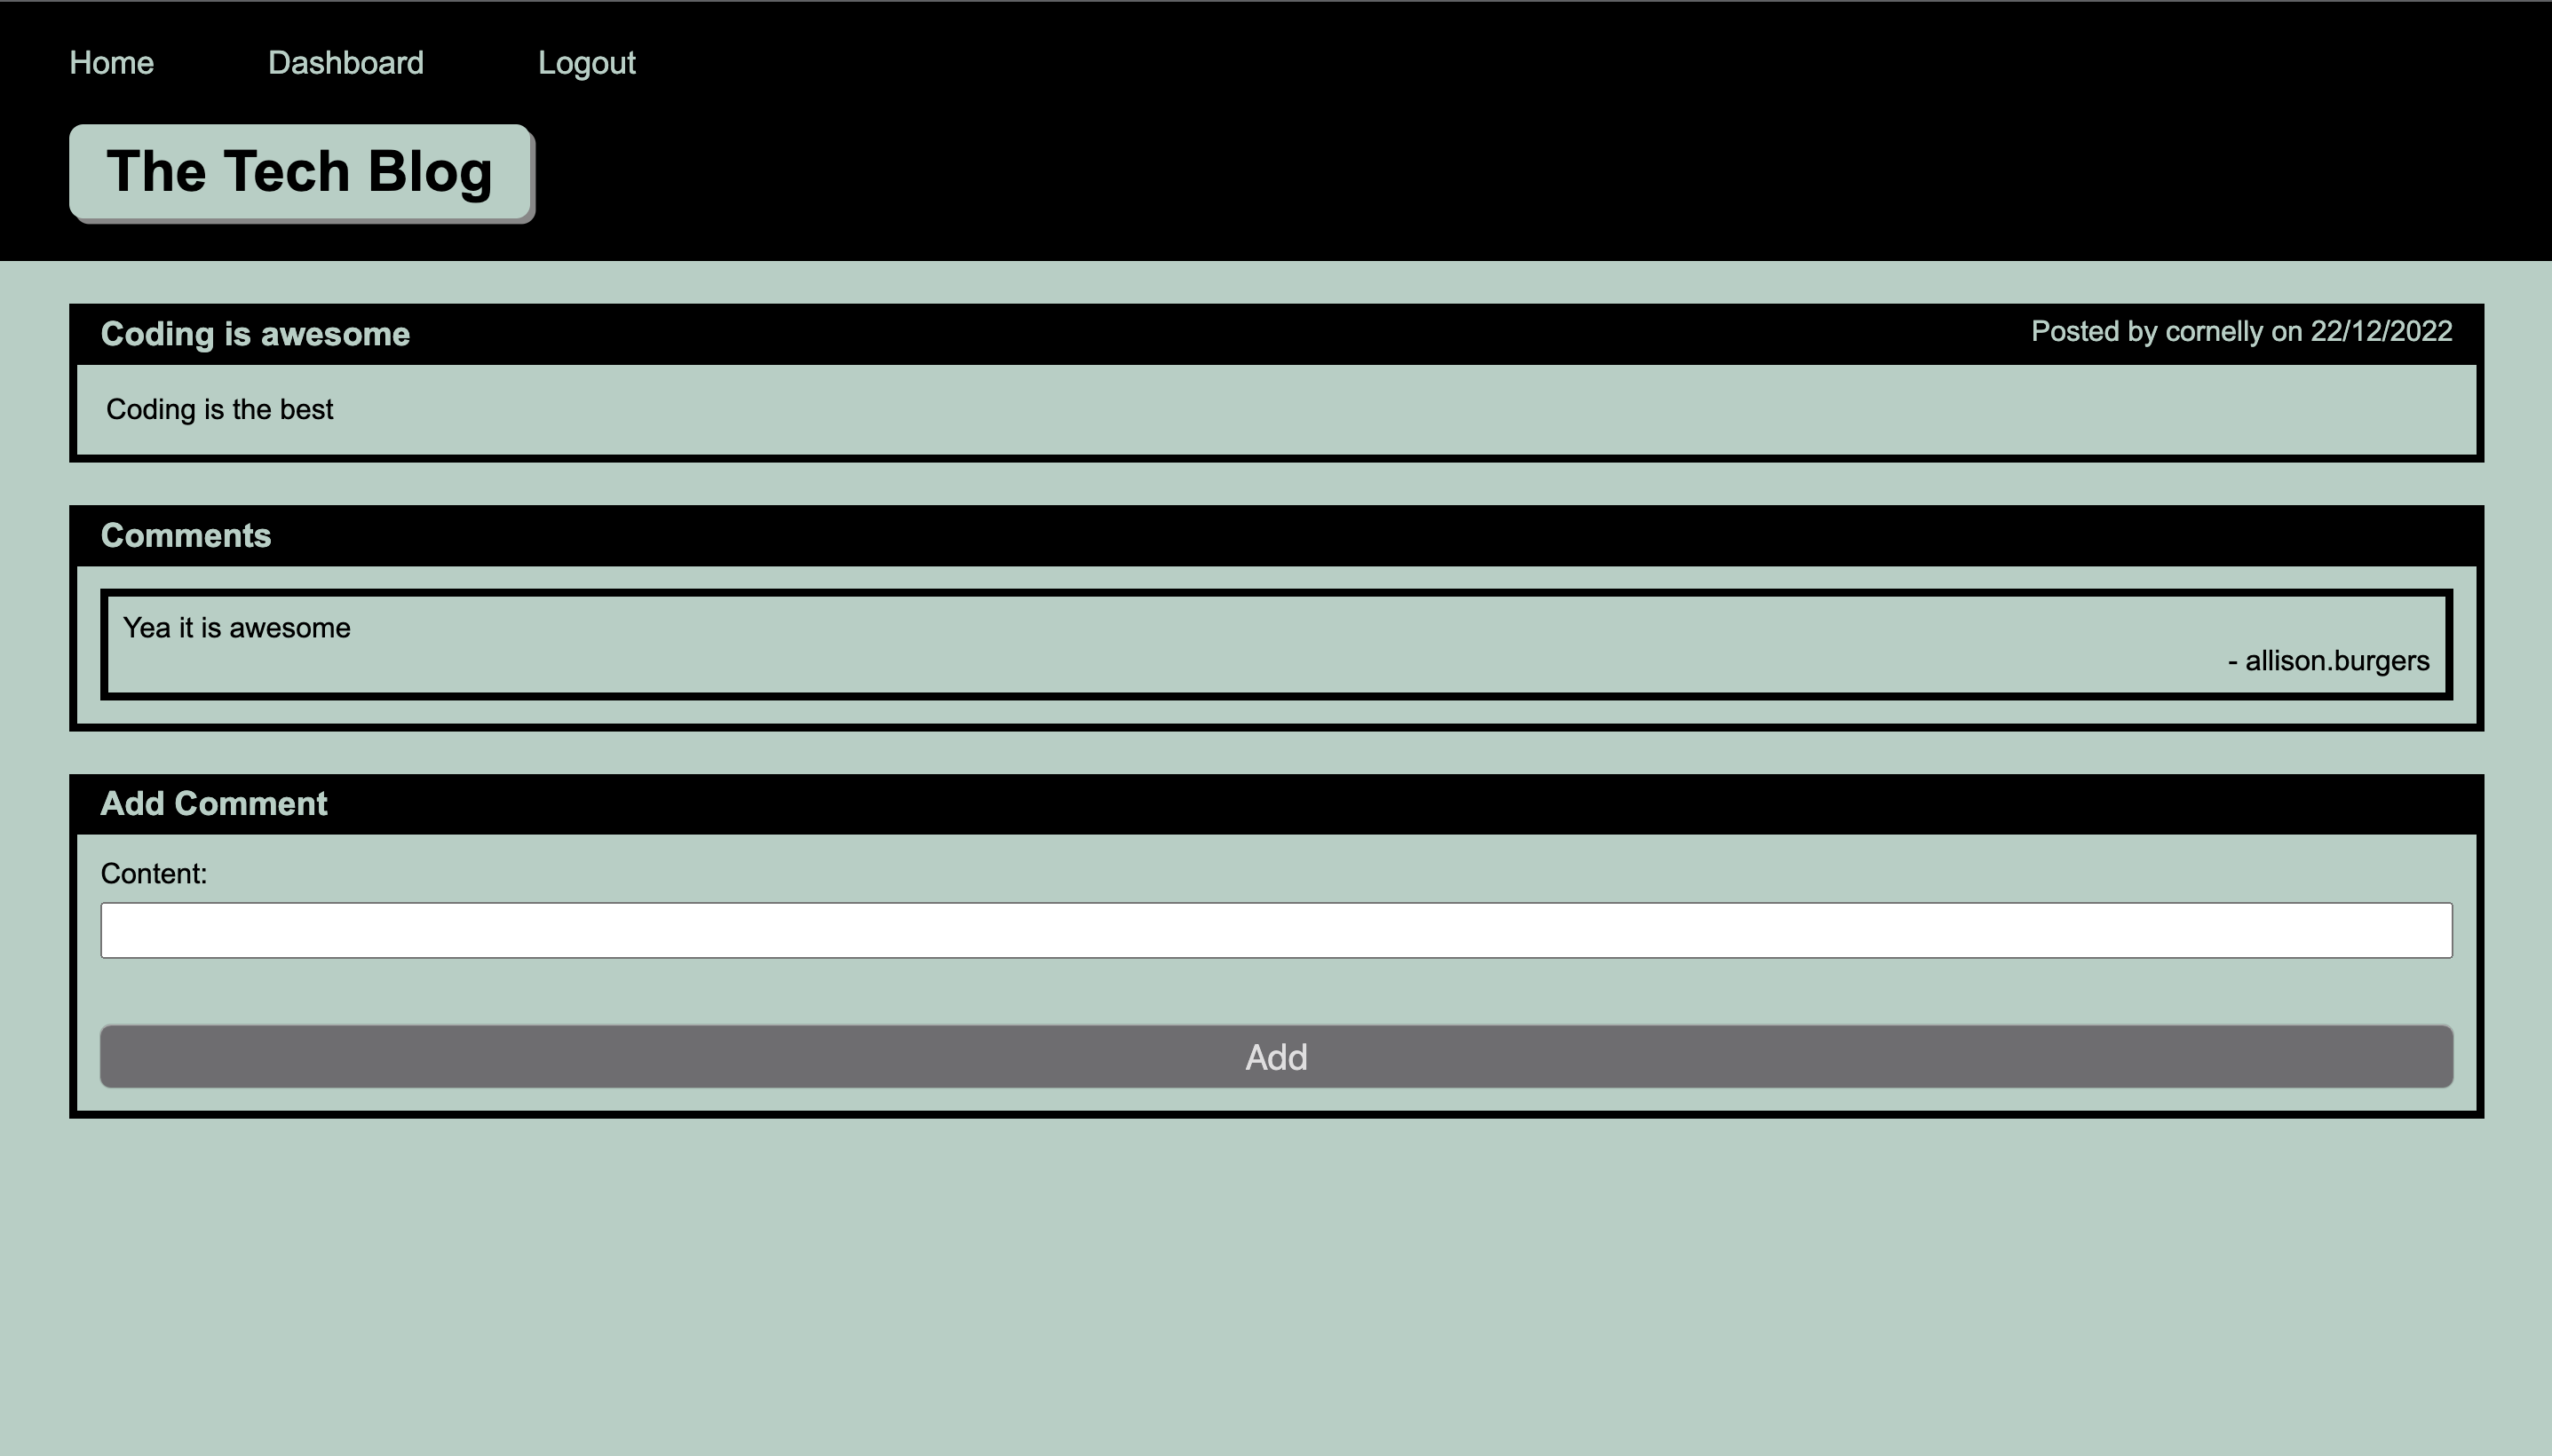 Home Dashboard Logout
The Tech Blog
Coding is awesome Posted by cornelly on 22/12/2022
Coding is the best
Comments
Yea it is awesome
- allison.burgers
Add Comment
Content:
Add